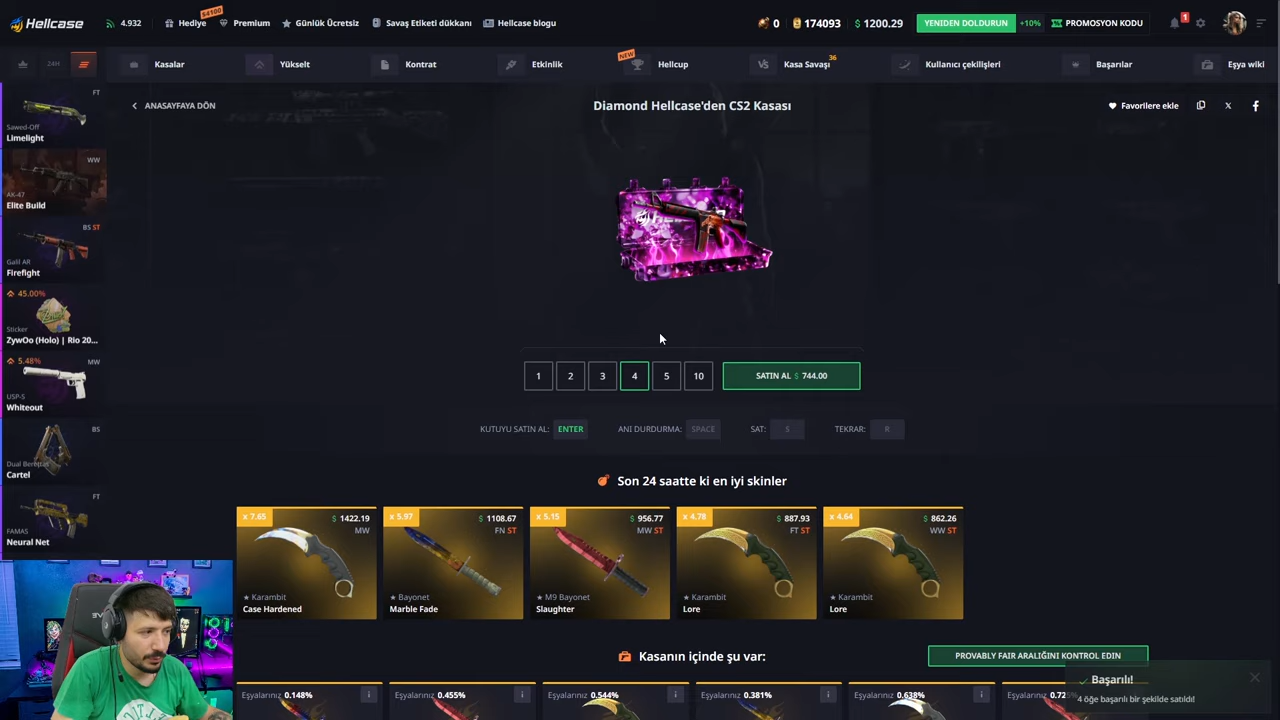 Hellcase
4.932
Hediye
$4100
Premium
Günlük Ücretsiz
Savaş Etiketi dükkanı
Hellcase blogu
0
174093
$ 1200.29
YENİDEN DOLDURUN
+10%
PROMOSYON KODU
1
24H
Kasalar
Yükselt
Kontrat
Etkinlik
NEW
Hellcup
VS
Kasa Savaşı
36
Kullanıcı çekilişleri
Başarılar
Eşya wiki
ANASAYFAYA DÖN
Diamond Hellcase'den CS2 Kasası
Favorilere ekle
FT
Sawed-Off
Limelight
WW
AK-47
Elite Build
BS ST
Galil AR
Firefight
45.00%
Sticker
ZywOo (Holo) | Rio 20...
5.48%
MW
USP-S
Whiteout
BS
Dual Berettas
Cartel
FT
FAMAS
Neural Net
1
2
3
4
5
10
SATIN AL $ 744.00
KUTUYU SATIN AL: ENTER
ANI DURDURMA: SPACE
SAT: S
TEKRAR: R
Son 24 saatte ki en iyi skinler
x 7.65
$ 1422.19
MW
★ Karambit
Case Hardened
x 5.97
$ 1108.67
FN ST
★ Bayonet
Marble Fade
x 5.15
$ 956.77
MW ST
★ M9 Bayonet
Slaughter
x 4.78
$ 887.93
FT ST
★ Karambit
Lore
x 4.64
$ 862.26
WW ST
★ Karambit
Lore
Kasanın içinde şu var:
PROVABLY FAIR ARALIĞINI KONTROL EDIN
Eşyalarınız 0.148%
Eşyalarınız 0.455%
Eşyalarınız 0.544%
Eşyalarınız 0.381%
Eşyalarınız 0.638%
Eşyalarınız
Başarılı!
4 öğe başarılı bir şekilde satıldı!